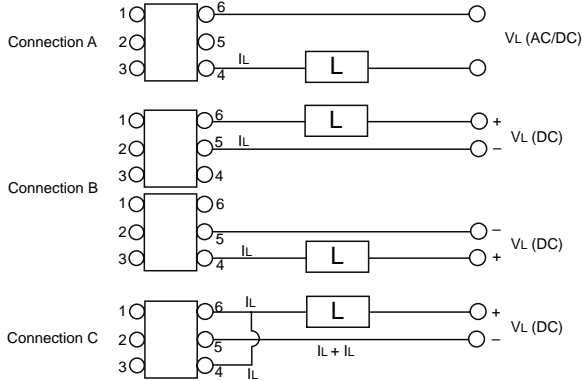 1 6
Connection A 2 5 VL (AC/DC)
IL L
3 4
1 6 L +
2 5 IL VL (DC)
– 
3 4
Connection B
1 6
2 5 –
VL (DC)
3 4 IL L +
1 6 IL L +
Connection C 2 5 VL (DC)
–
IL + IL
3 4 IL